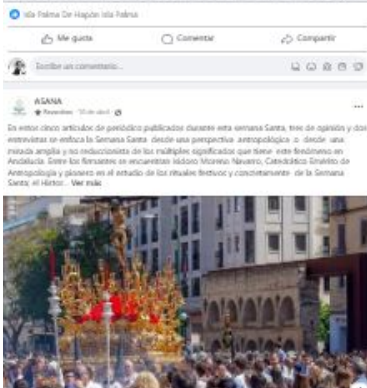 Isla Palma De Hapón Isla Palma
Me gusta
Comentar
Compartir
Escribe un comentario...
ASANA
Favoritos · 15 de abril ·
En estos cinco artículos de periódico publicados durante esta semana Santa, tres de opinión y dos
entrevistas se enfoca la Semana Santa desde una perspectiva antropológica o desde una
mirada amplia y no reduccionista de los múltiples significados que tiene este fenómeno en
Andalucía. Entre los firmantes se encuentran Isidoro Moreno Navarro, Catedrático Emérito de
Antropología y pionero en el estudio de los rituales festivos y concretamente de la Semana
Santa; el Histor... Ver más